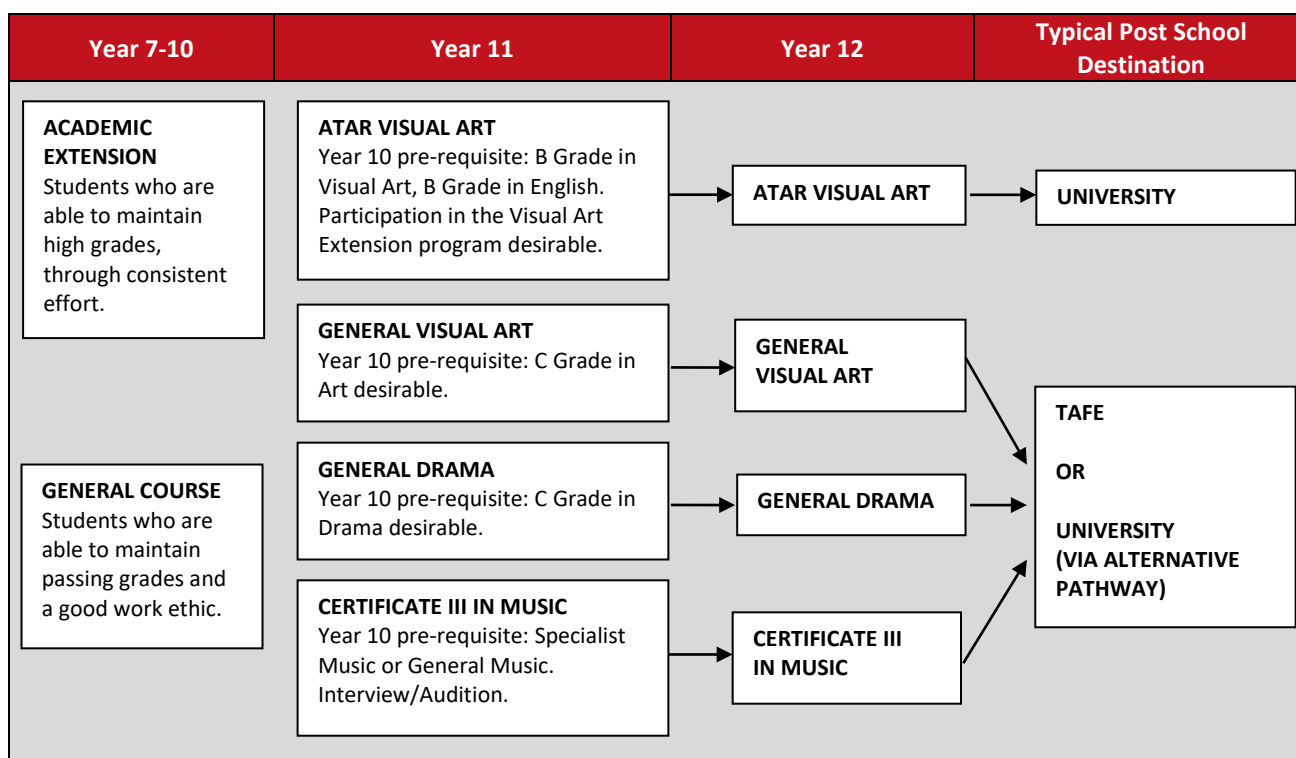 Year 7-10
Year 11
Year 12
Typical Post School
Destination
ACADEMIC
EXTENSION
Students who are
able to maintain
high grades,
through consistent
effort.
GENERAL COURSE
Students who are
able to maintain
passing grades and
a good work ethic.
ATAR VISUAL ART
Year 10 pre-requisite: B Grade in
Visual Art, B Grade in English.
Participation in the Visual Art
Extension program desirable.
GENERAL VISUAL ART
Year 10 pre-requisite: C Grade in
Art desirable.
GENERAL DRAMA
Year 10 pre-requisite: C Grade in
Drama desirable.
CERTIFICATE III IN MUSIC
Year 10 pre-requisite: Specialist
Music or General Music.
Interview/Audition.
ATAR VISUAL ART
GENERAL
VISUAL ART
GENERAL DRAMA
CERTIFICATE III
IN MUSIC
UNIVERSITY
TAFE
OR
UNIVERSITY
(VIA ALTERNATIVE
PATHWAY)